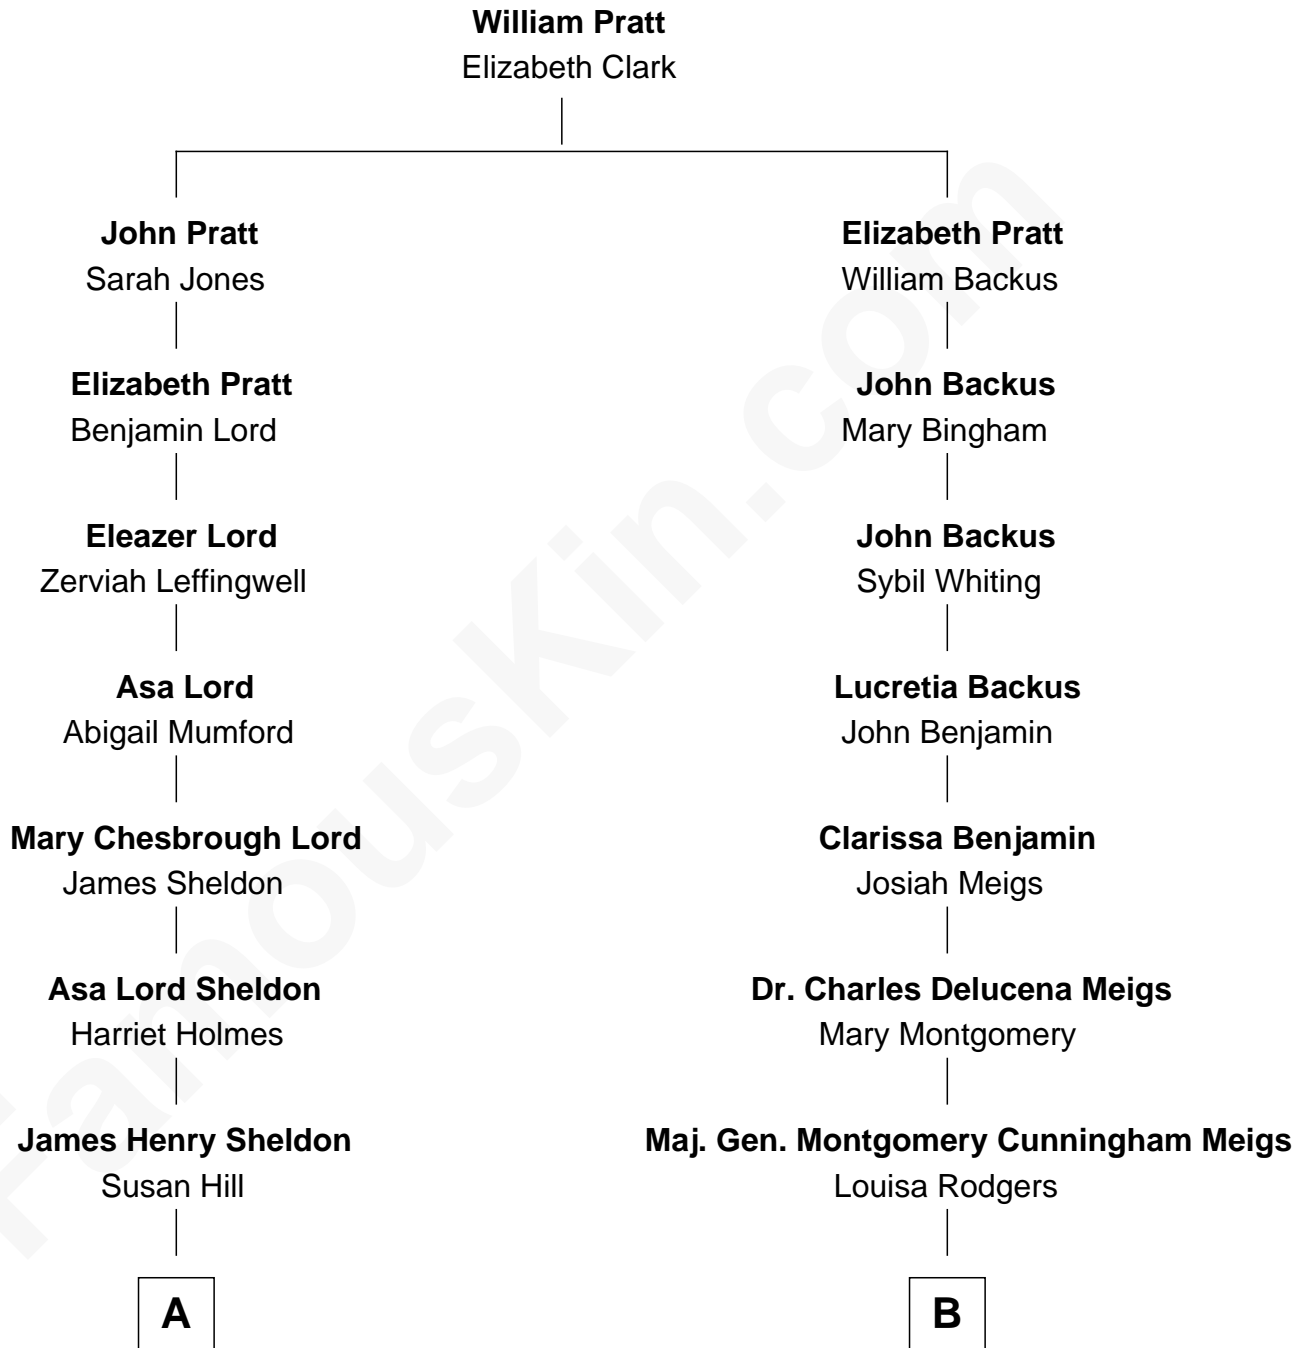 William Pratt
Elizabeth Clark
John Pratt
Sarah Jones
Elizabeth Pratt
William Backus
Elizabeth Pratt
Benjamin Lord
John Backus
Mary Bingham
Eleazer Lord
Zerviah Leffingwell
John Backus
Sybil Whiting
Asa Lord
Abigail Mumford
Lucretia Backus
John Benjamin
Mary Chesbrough Lord
James Sheldon
Clarissa Benjamin
Josiah Meigs
Asa Lord Sheldon
Harriet Holmes
Dr. Charles Delucena Meigs
Mary Montgomery
James Henry Sheldon
Susan Hill
Maj. Gen. Montgomery Cunningham Meigs
Louisa Rodgers
A
B
FamousKin.com